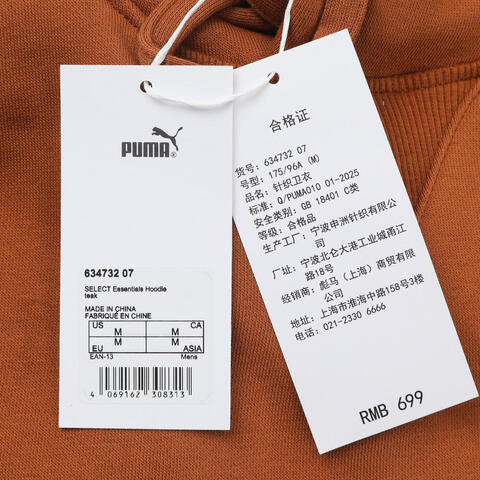 PUMA
634732 07
SELECT Essentials Hoodie
teak
MADE IN CHINA
FABRIQUÉ EN CHINE
US M M CA
EU M M ASIA
EAN-13 Mens
4 069162 308313
合格证
货号: 634732 07
号型: 175/96A (M)
品名: 针织卫衣
标准: Q/PUMA010 01-2025
安全类别: GB 18401 C类
等级: 合格品
生产工厂: 宁波申洲针织有限公
司
厂址: 宁波北仑大港工业城甬江
路18号
经销商: 彪马（上海）商贸有限
公司
地址: 上海市淮海中路158号3楼
电话: 021-2330 6666
RMB 699